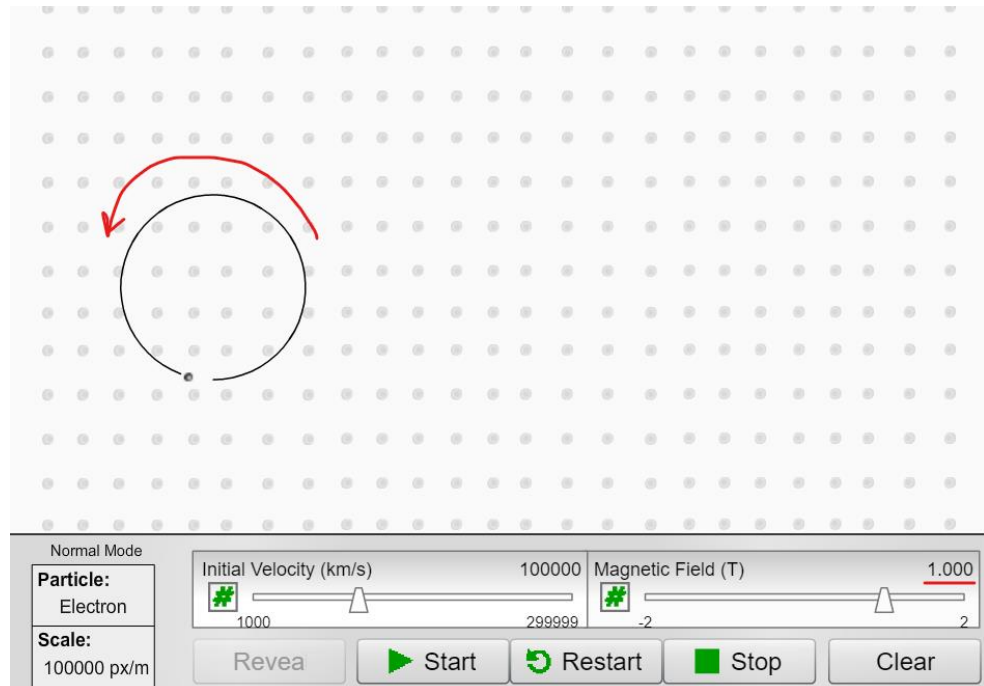 Normal Mode
Particle:
Electron
Scale:
100000 px/m
Initial Velocity (km/s) 100000
#
1000 299999
Magnetic Field (T) 1.000
#
-2 2
Revea
Start
Restart
Stop
Clear